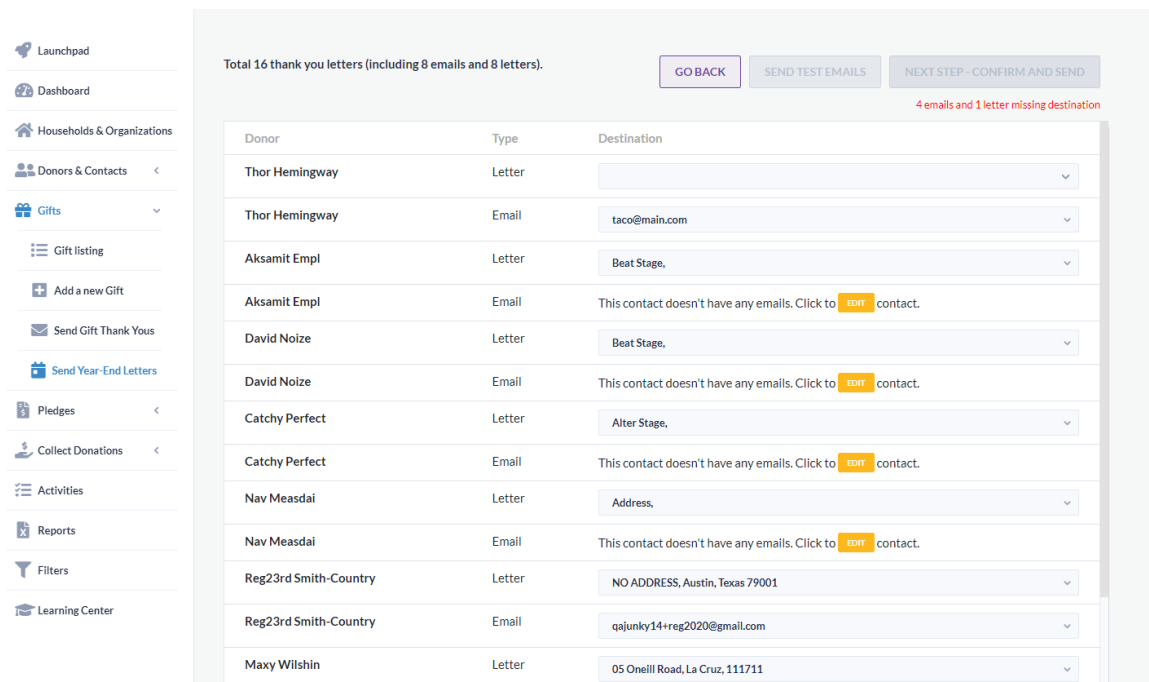 Launchpad
Dashboard
Households & Organizations
Donors & Contacts
Gifts
Gift listing
Add a new Gift
Send Gift Thank Yous
Send Year-End Letters
Pledges
Collect Donations
Activities
Reports
Filters
Learning Center
Total 16 thank you letters (including 8 emails and 8 letters).
GO BACK SEND TEST EMAILS NEXT STEP - CONFIRM AND SEND
4 emails and 1 letter missing destination
Donor Type Destination
Thor Hemingway Letter
Thor Hemingway Email taco@main.com
Aksamit Empl Letter Beat Stage,
Aksamit Empl Email This contact doesn't have any emails. Click to EDIT contact.
David Noize Letter Beat Stage,
David Noize Email This contact doesn't have any emails. Click to EDIT contact.
Catchy Perfect Letter Alter Stage,
Catchy Perfect Email This contact doesn't have any emails. Click to EDIT contact.
Nav Measdai Letter Address,
Nav Measdai Email This contact doesn't have any emails. Click to EDIT contact.
Reg23rd Smith-Country Letter NO ADDRESS, Austin, Texas 79001
Reg23rd Smith-Country Email qajunky14+reg2020@gmail.com
Maxy Wilshin Letter 05 Oneill Road, La Cruz, 111711